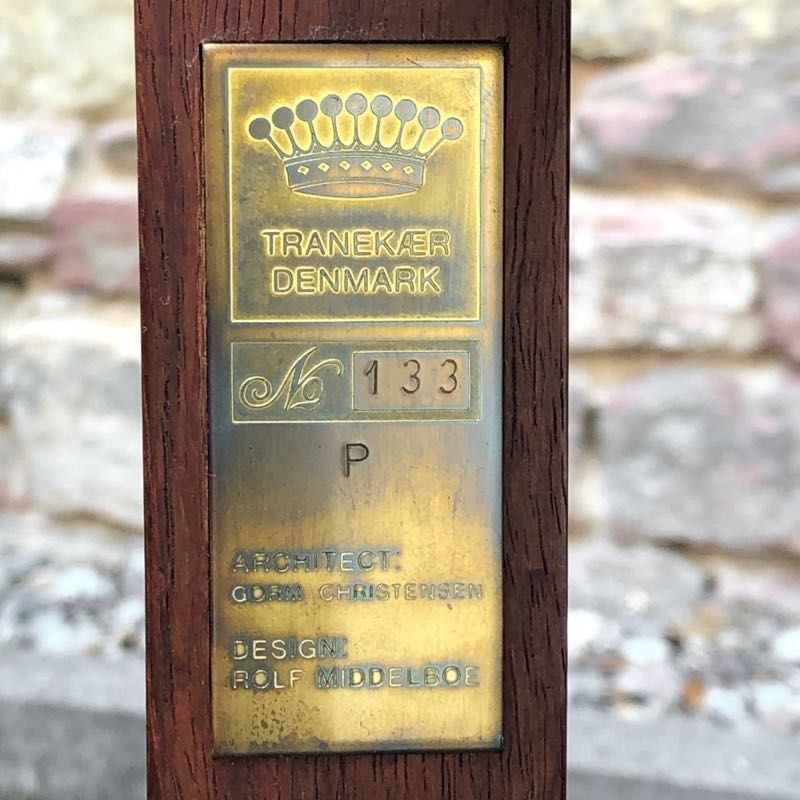 TRANEKÆR
DENMARK
No 133
P
ARCHITECT:
GORM CHRISTENSEN
DESIGN:
ROLF MIDDELBOE